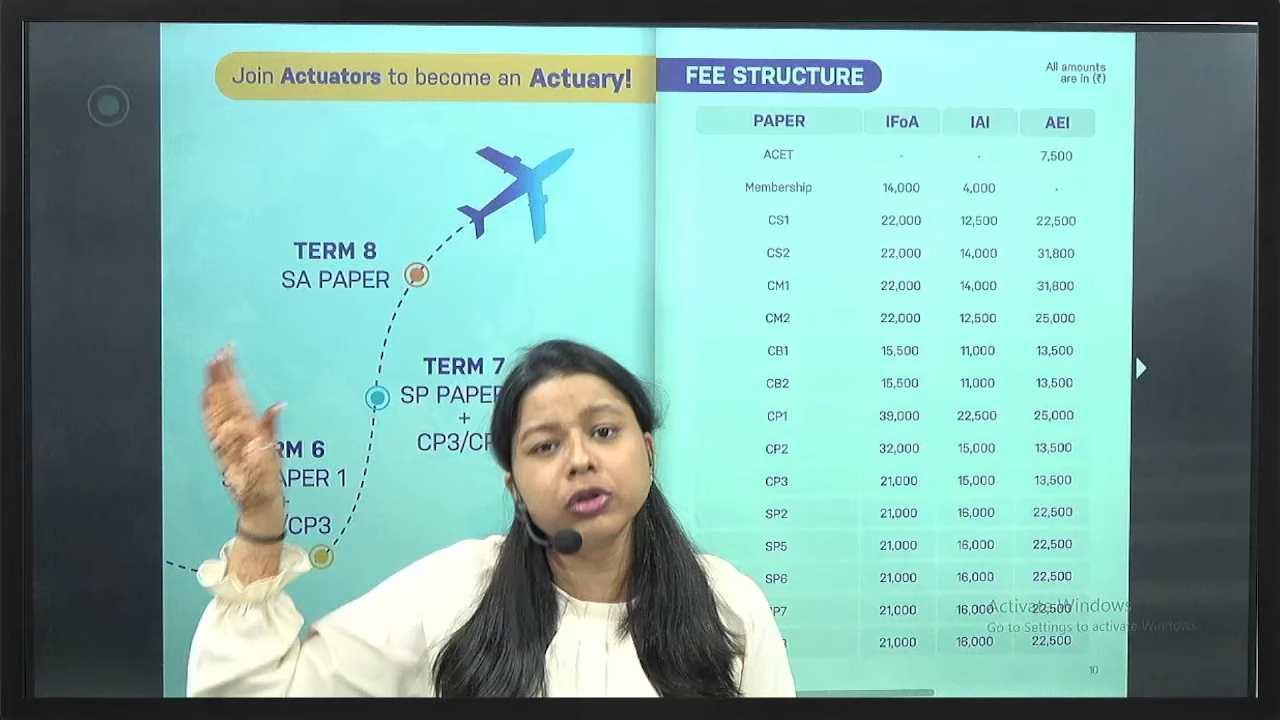 Join Actuators to become an Actuary!
TERM 8
SA PAPER
TERM 7
SP PAPER
+
CP3/
RM 6
APER 1
/CP3
FEE STRUCTURE
All amounts
are in (₹)
PAPER IFoA IAI AEI
ACET - - 7,500
Membership 14,000 4,000 -
CS1 22,000 12,500 22,500
CS2 22,000 14,000 31,800
CM1 22,000 14,000 31,800
CM2 22,000 12,500 25,000
CB1 15,500 11,000 13,500
CB2 15,500 11,000 13,500
CP1 39,000 22,500 25,000
CP2 32,000 15,000 13,500
CP3 21,000 15,000 13,500
SP2 21,000 16,000 22,500
SP5 21,000 16,000 22,500
SP6 21,000 16,000 22,500
P7 21,000 16,000 22,500
21,000 16,000 22,500
Activate Windows
Go to Settings to activate Windows.
10